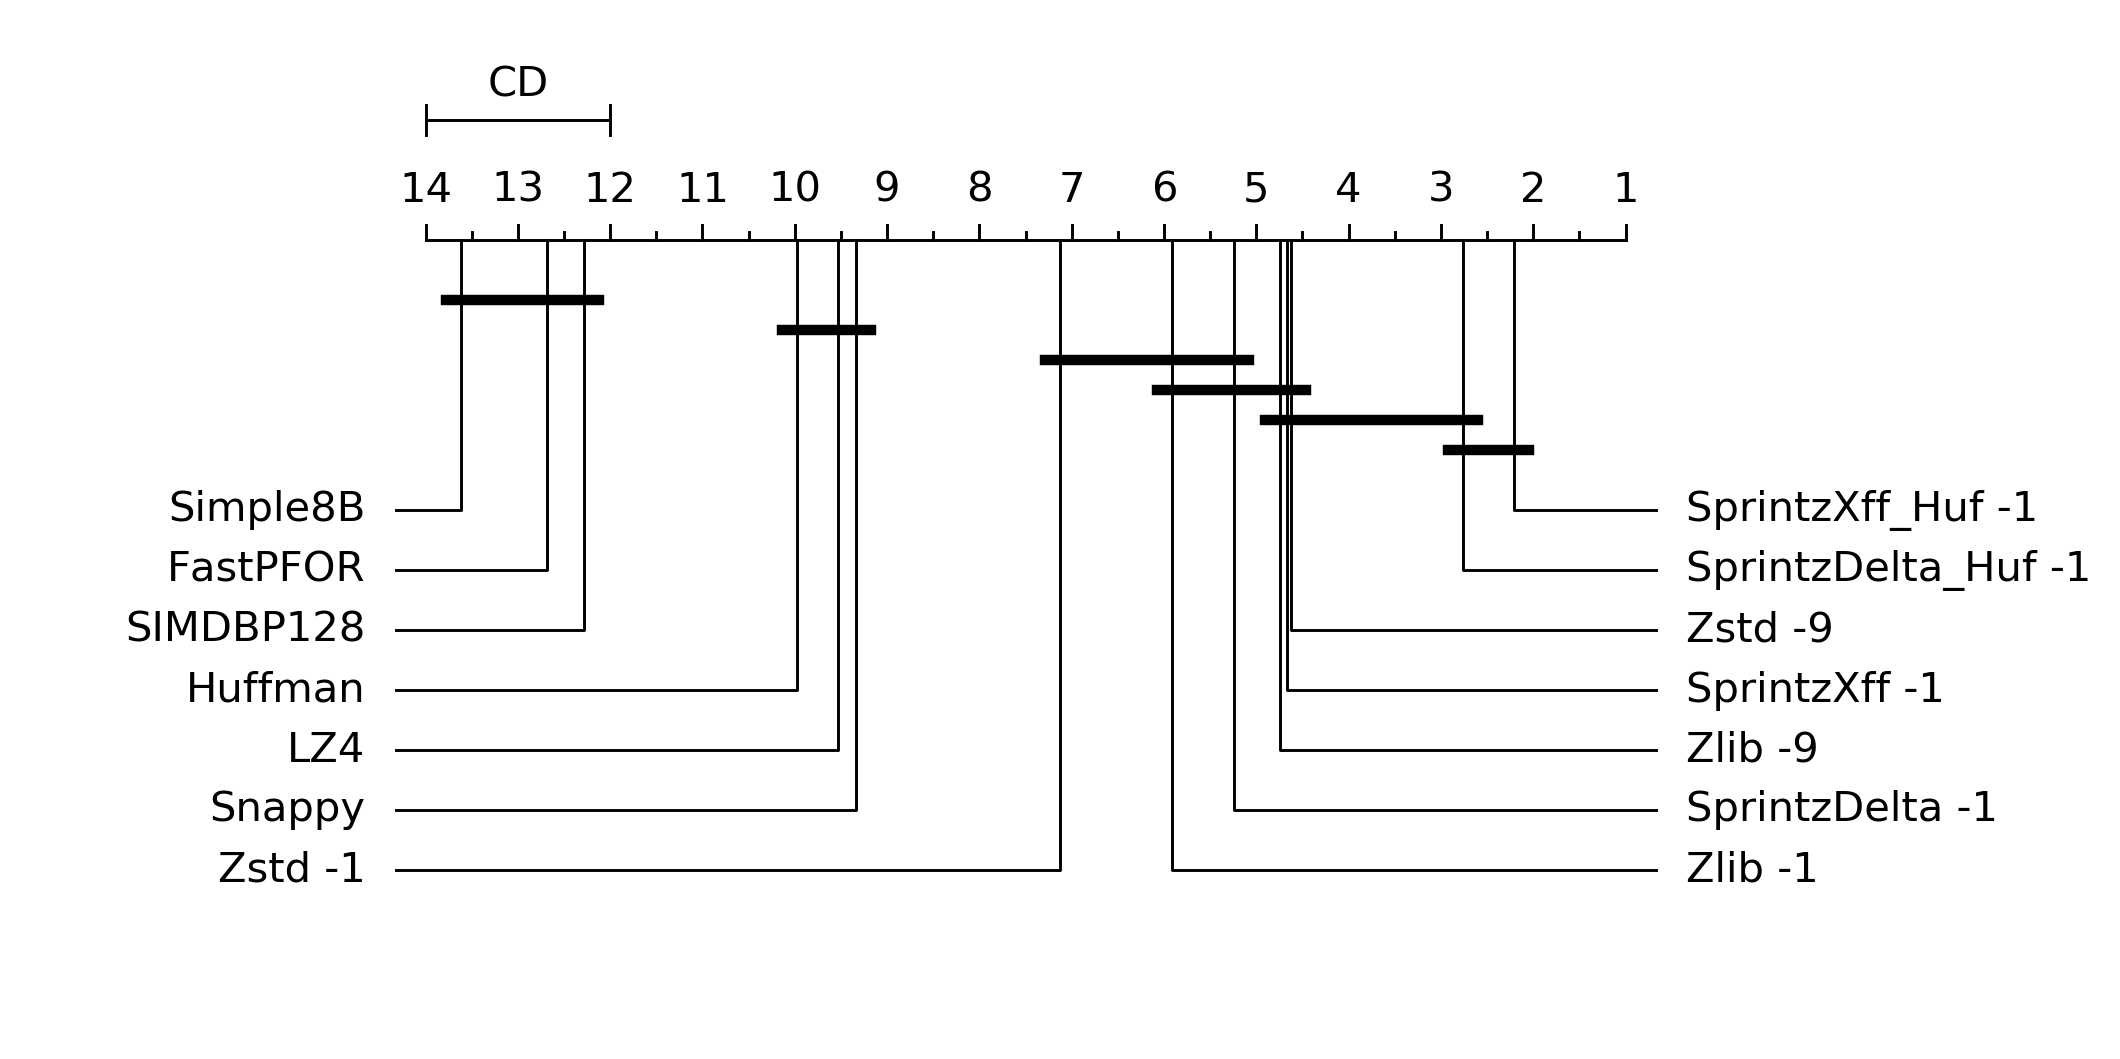 CD
14 13 12 11 10 9 8 7 6 5 4 3 2 1
Simple8B
FastPFOR
SIMDBP128
Huffman
LZ4
Snappy
Zstd -1
SprintzXff_Huf -1
SprintzDelta_Huf -1
Zstd -9
SprintzXff -1
Zlib -9
SprintzDelta -1
Zlib -1